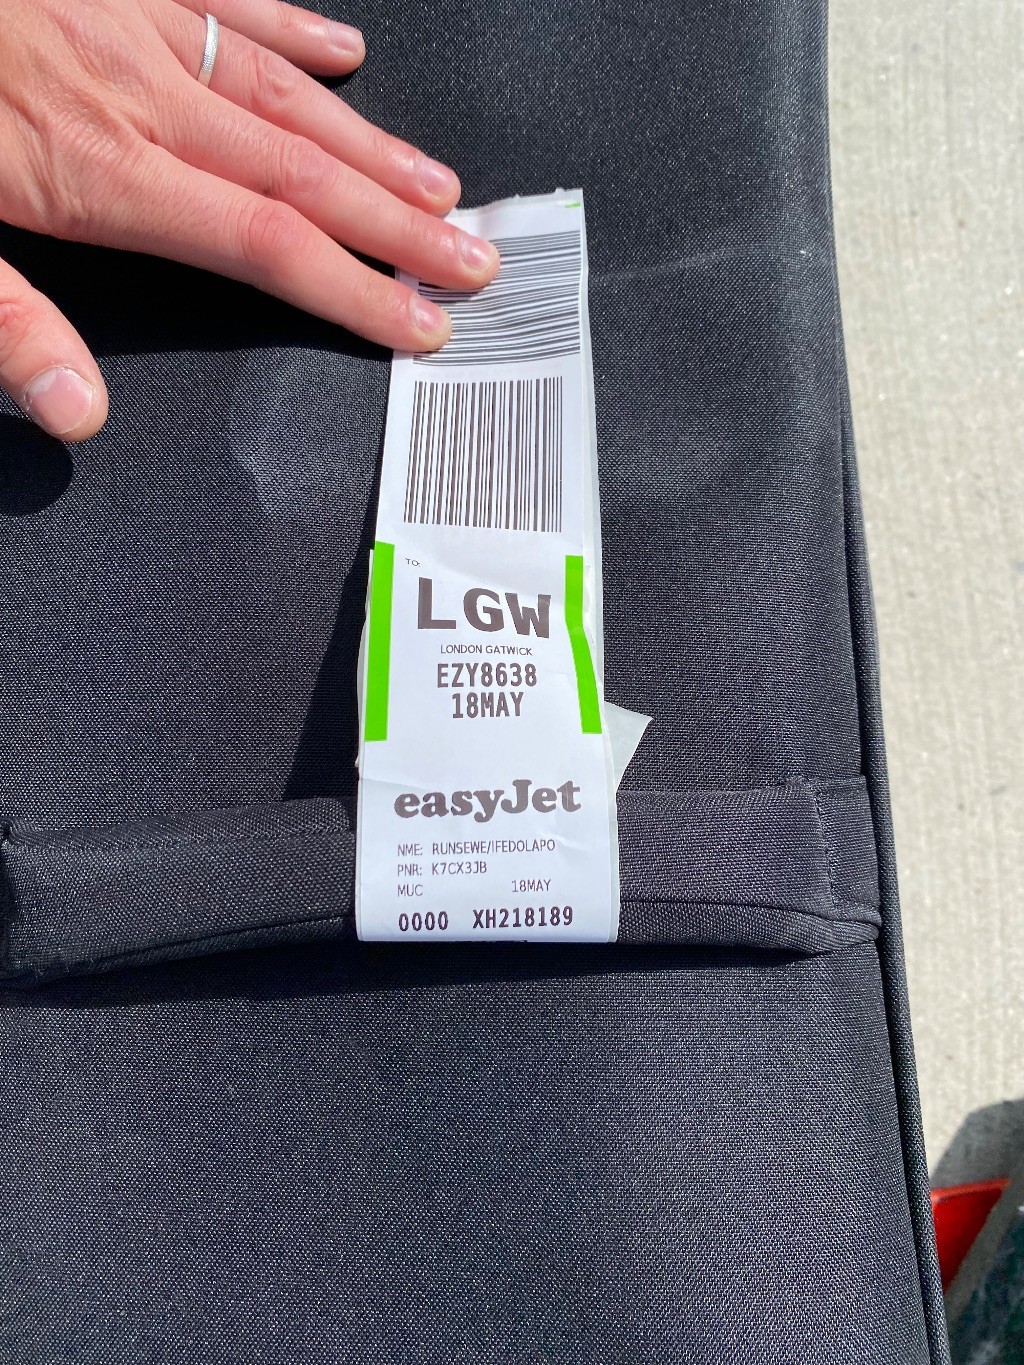 TO:
LGW
LONDON GATWICK
EZY8638
18MAY
easyJet
NME: RUNSEWE/IFEDOLAPO
PNR: K7CX3JB
MUC 18MAY
0000 XH218189